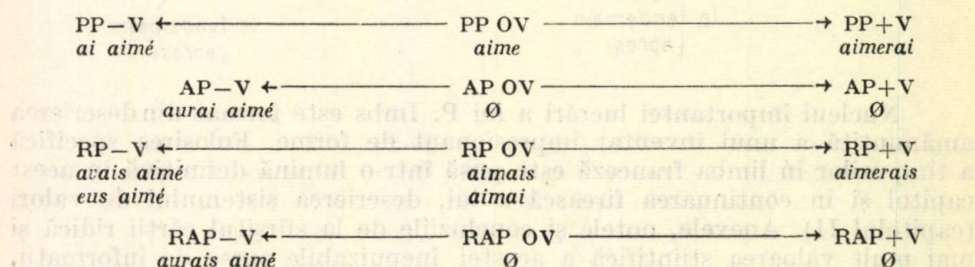 PP−V ←→ PP OV → PP+V
ai aimé aime aimerai
AP−V ← AP OV → AP+V
aurai aimé Ø Ø
RP−V ← RP OV → RP+V
avais aimé aimais aimerais
eus aimé aimai
RAP−V ← RAP OV → RAP+V
aurais aimé Ø Ø